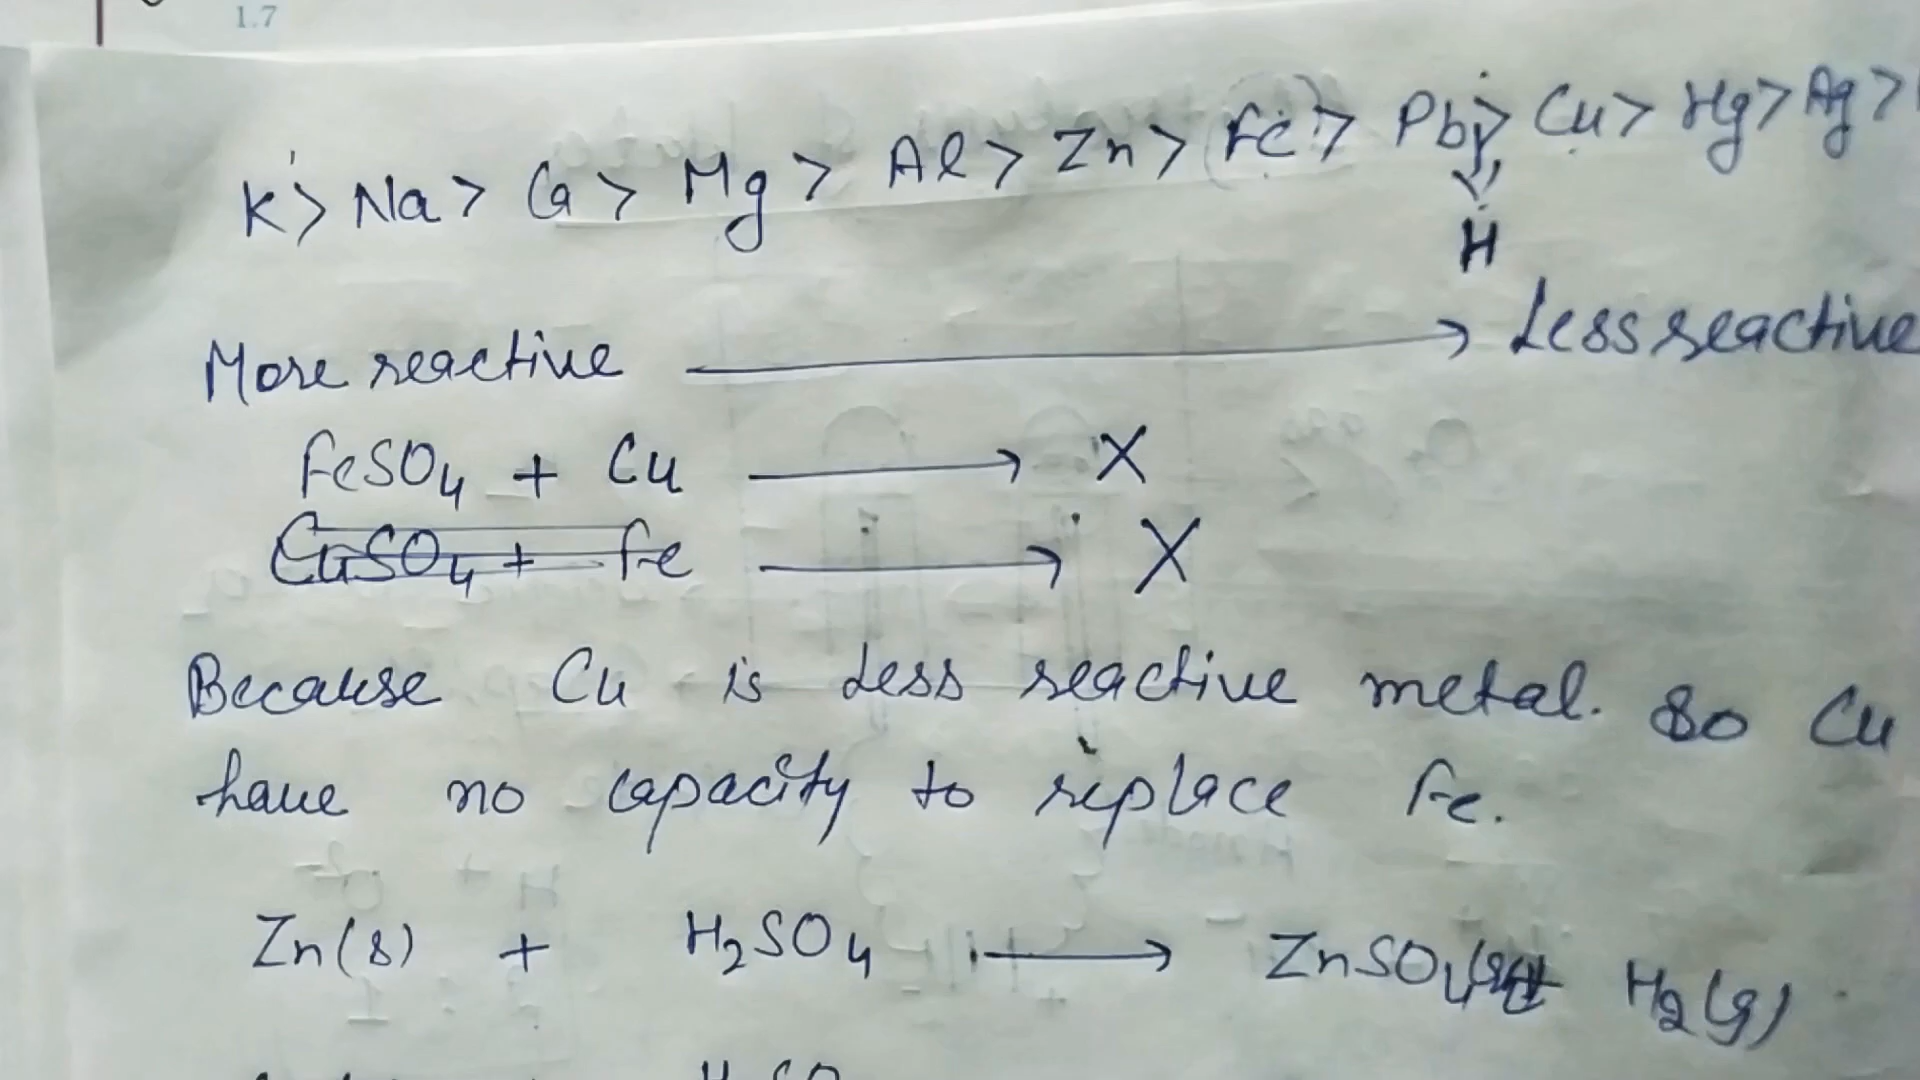 1.7
K > Na > Ca > Mg > Al > Zn > Fe > Pb > Cu > Hg > Ag >
H
More reactive ⟶ Less reactive
FeSO4 + Cu ⟶ X
CuSO4 + Fe ⟶ X
Because Cu is Less reactive metal. So Cu
have no capacity to replace Fe.
Zn(s) + H2SO4 ⟶ ZnSO4 + H2(g)